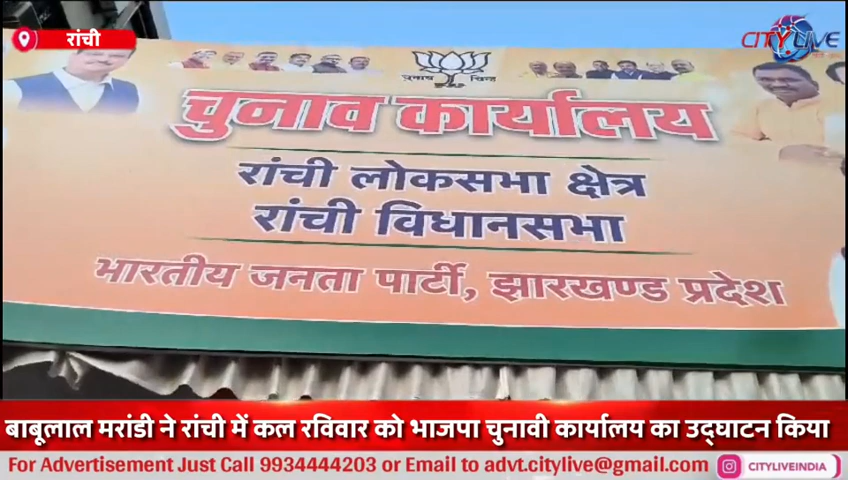 रांची
CITY LIVE
चुनाव चिन्ह
चुनाव कार्यालय
रांची लोकसभा क्षेत्र
रांची विधानसभा
भारतीय जनता पार्टी, झारखण्ड प्रदेश
बाबूलाल मरांडी ने रांची में कल रविवार को भाजपा चुनावी कार्यालय का उद्घाटन किया
For Advertisement Just Call 9934444203 or Email to advt.citylive@gmail.com
CITYLIVEINDIA